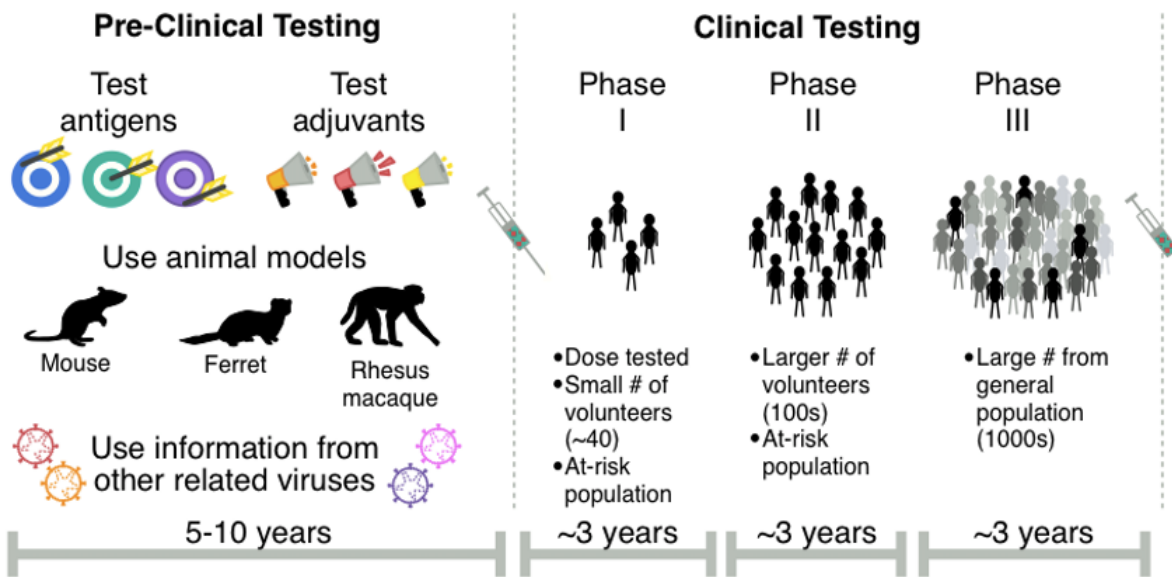 Pre-Clinical Testing
Test
antigens
Test
adjuvants
Use animal models
Mouse
Ferret
Rhesus
macaque
Use information from
other related viruses
5-10 years
Clinical Testing
Phase
I
•Dose tested
•Small # of
volunteers
(~40)
•At-risk
population
~3 years
Phase
II
•Larger # of
volunteers
(100s)
•At-risk
population
~3 years
Phase
III
•Large # from
general
population
(1000s)
~3 years